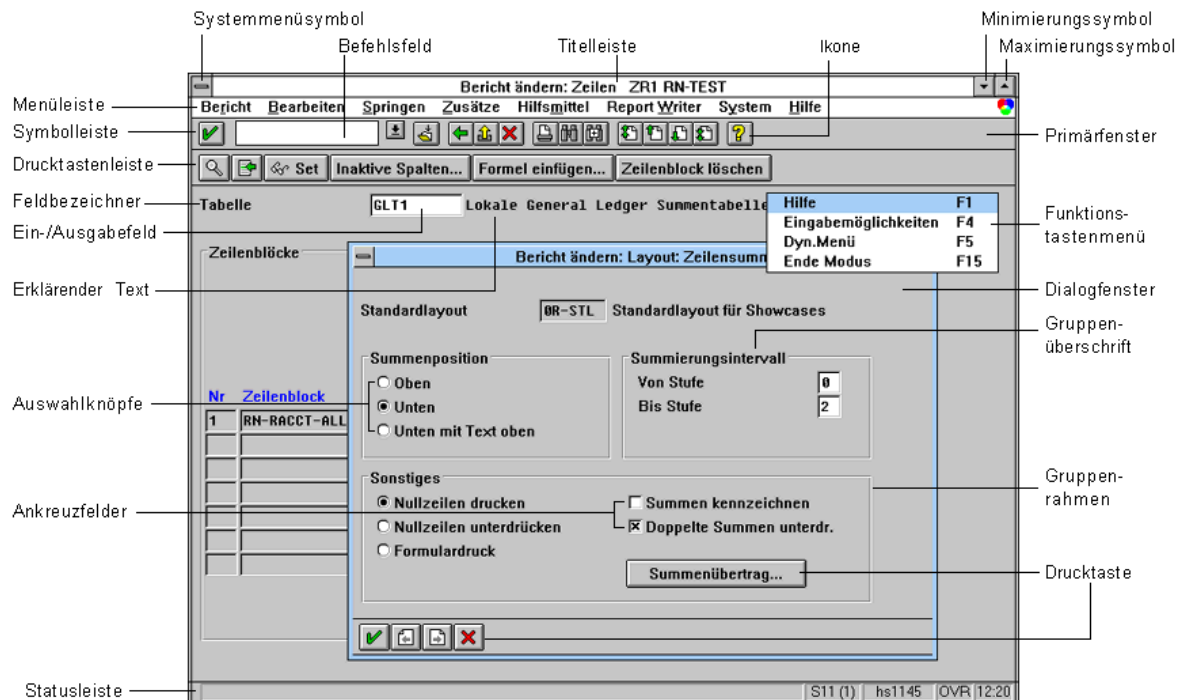 Systemmenüsymbol
Minimierungssymbol
Befehlsfeld
Titelleiste
Ikone
Maximierungssymbol
Bericht ändern: Zeilen ZR1 RN-TEST
Menüleiste
Bericht Bearbeiten Springen Zusätze Hilfsmittel Report Writer System Hilfe
Symbolleiste
Primärfenster
Drucktastenleiste
Set Inaktive Spalten... Formel einfügen... Zeilenblock löschen
Feldbezeichner
Tabelle GLT1 Lokale General Ledger Summentabelle
Hilfe F1
Eingabemöglichkeiten F4
Dyn.Menü F5
Ende Modus F15
Funktions-
tastenmenü
Ein-/Ausgabefeld
Zeilenblöcke
Bericht ändern: Layout: Zeilensumm
Erklärender Text
Dialogfenster
Standardlayout 0R-STL Standardlayout für Showcases
Gruppen-
überschrift
Summenposition
Oben
Unten
Unten mit Text oben
Summierungsintervall
Von Stufe 0
Bis Stufe 2
Auswahlknöpfe
Nr Zeilenblock
1 RN-RACCT-ALL
Sonstiges
Nullzeilen drucken
Nullzeilen unterdrücken
Formulardruck
Summen kennzeichnen
Doppelte Summen unterdr.
Gruppen-
rahmen
Ankreuzfelder
Summenübertrag...
Drucktaste
Statusleiste
S11 (1) hs1145 OVR 12:20